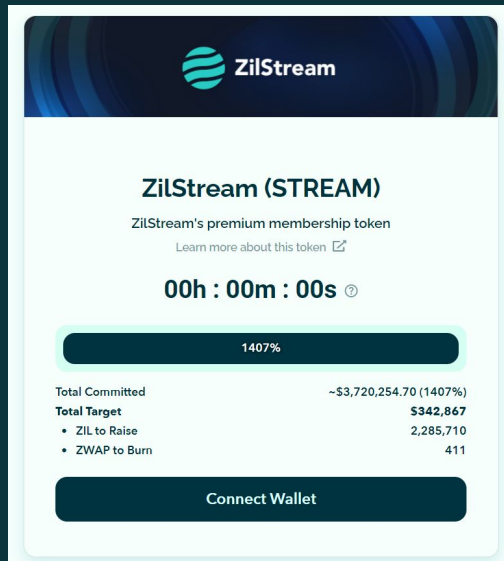 ZilStream
ZilStream (STREAM)
ZilStream's premium membership token
Learn more about this token
00h : 00m : 00s ?
1407%
Total Committed ~$3,720,254.70 (1407%)
Total Target $342,867
• ZIL to Raise 2,285,710
• ZWAP to Burn 411
Connect Wallet